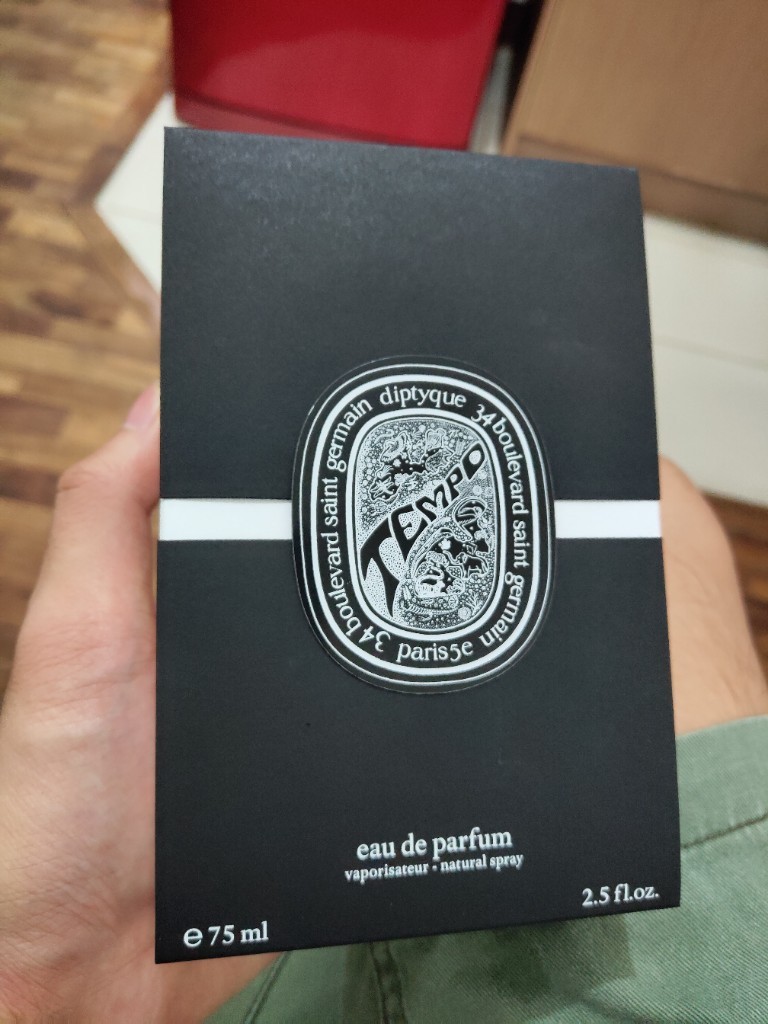 diptyque 34 boulevard saint germain
paris5e
34 boulevard saint germain
TEMPO
eau de parfum
vaporisateur • natural spray
℮ 75 ml
2.5 fl.oz.